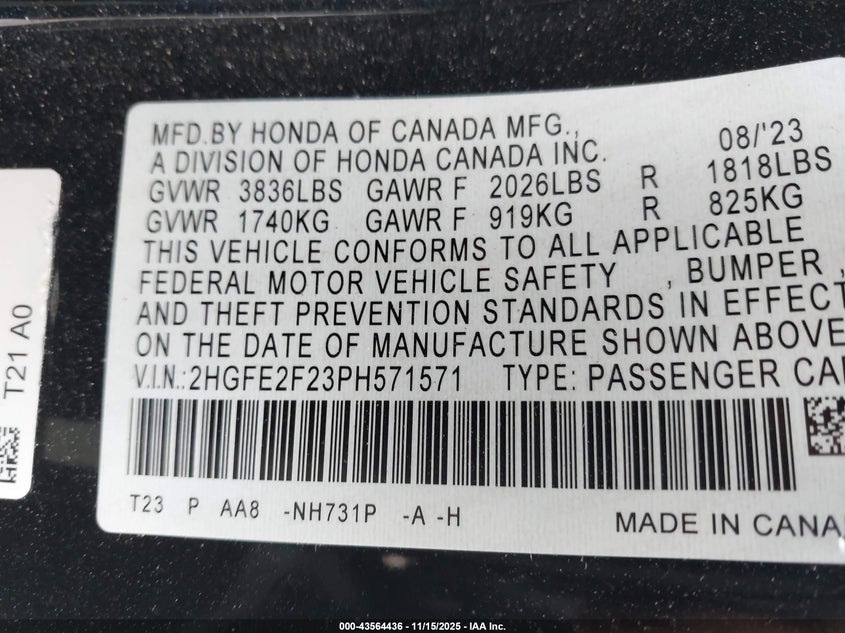 MFD.BY HONDA OF CANADA MFG., 08/'23
A DIVISION OF HONDA CANADA INC.
GVWR 3836LBS GAWR F 2026LBS R 1818LBS
GVWR 1740KG GAWR F 919KG R 825KG
THIS VEHICLE CONFORMS TO ALL APPLICABLE
FEDERAL MOTOR VEHICLE SAFETY , BUMPER ,
AND THEFT PREVENTION STANDARDS IN EFFECT
ON THE DATE OF MANUFACTURE SHOWN ABOVE
V.I.N.:2HGFE2F23PH571571 TYPE: PASSENGER CAR
T23 P AA8 -NH731P -A -H
MADE IN CANA
T21 A0
000-43564436 - 11/15/2025 - IAA Inc.